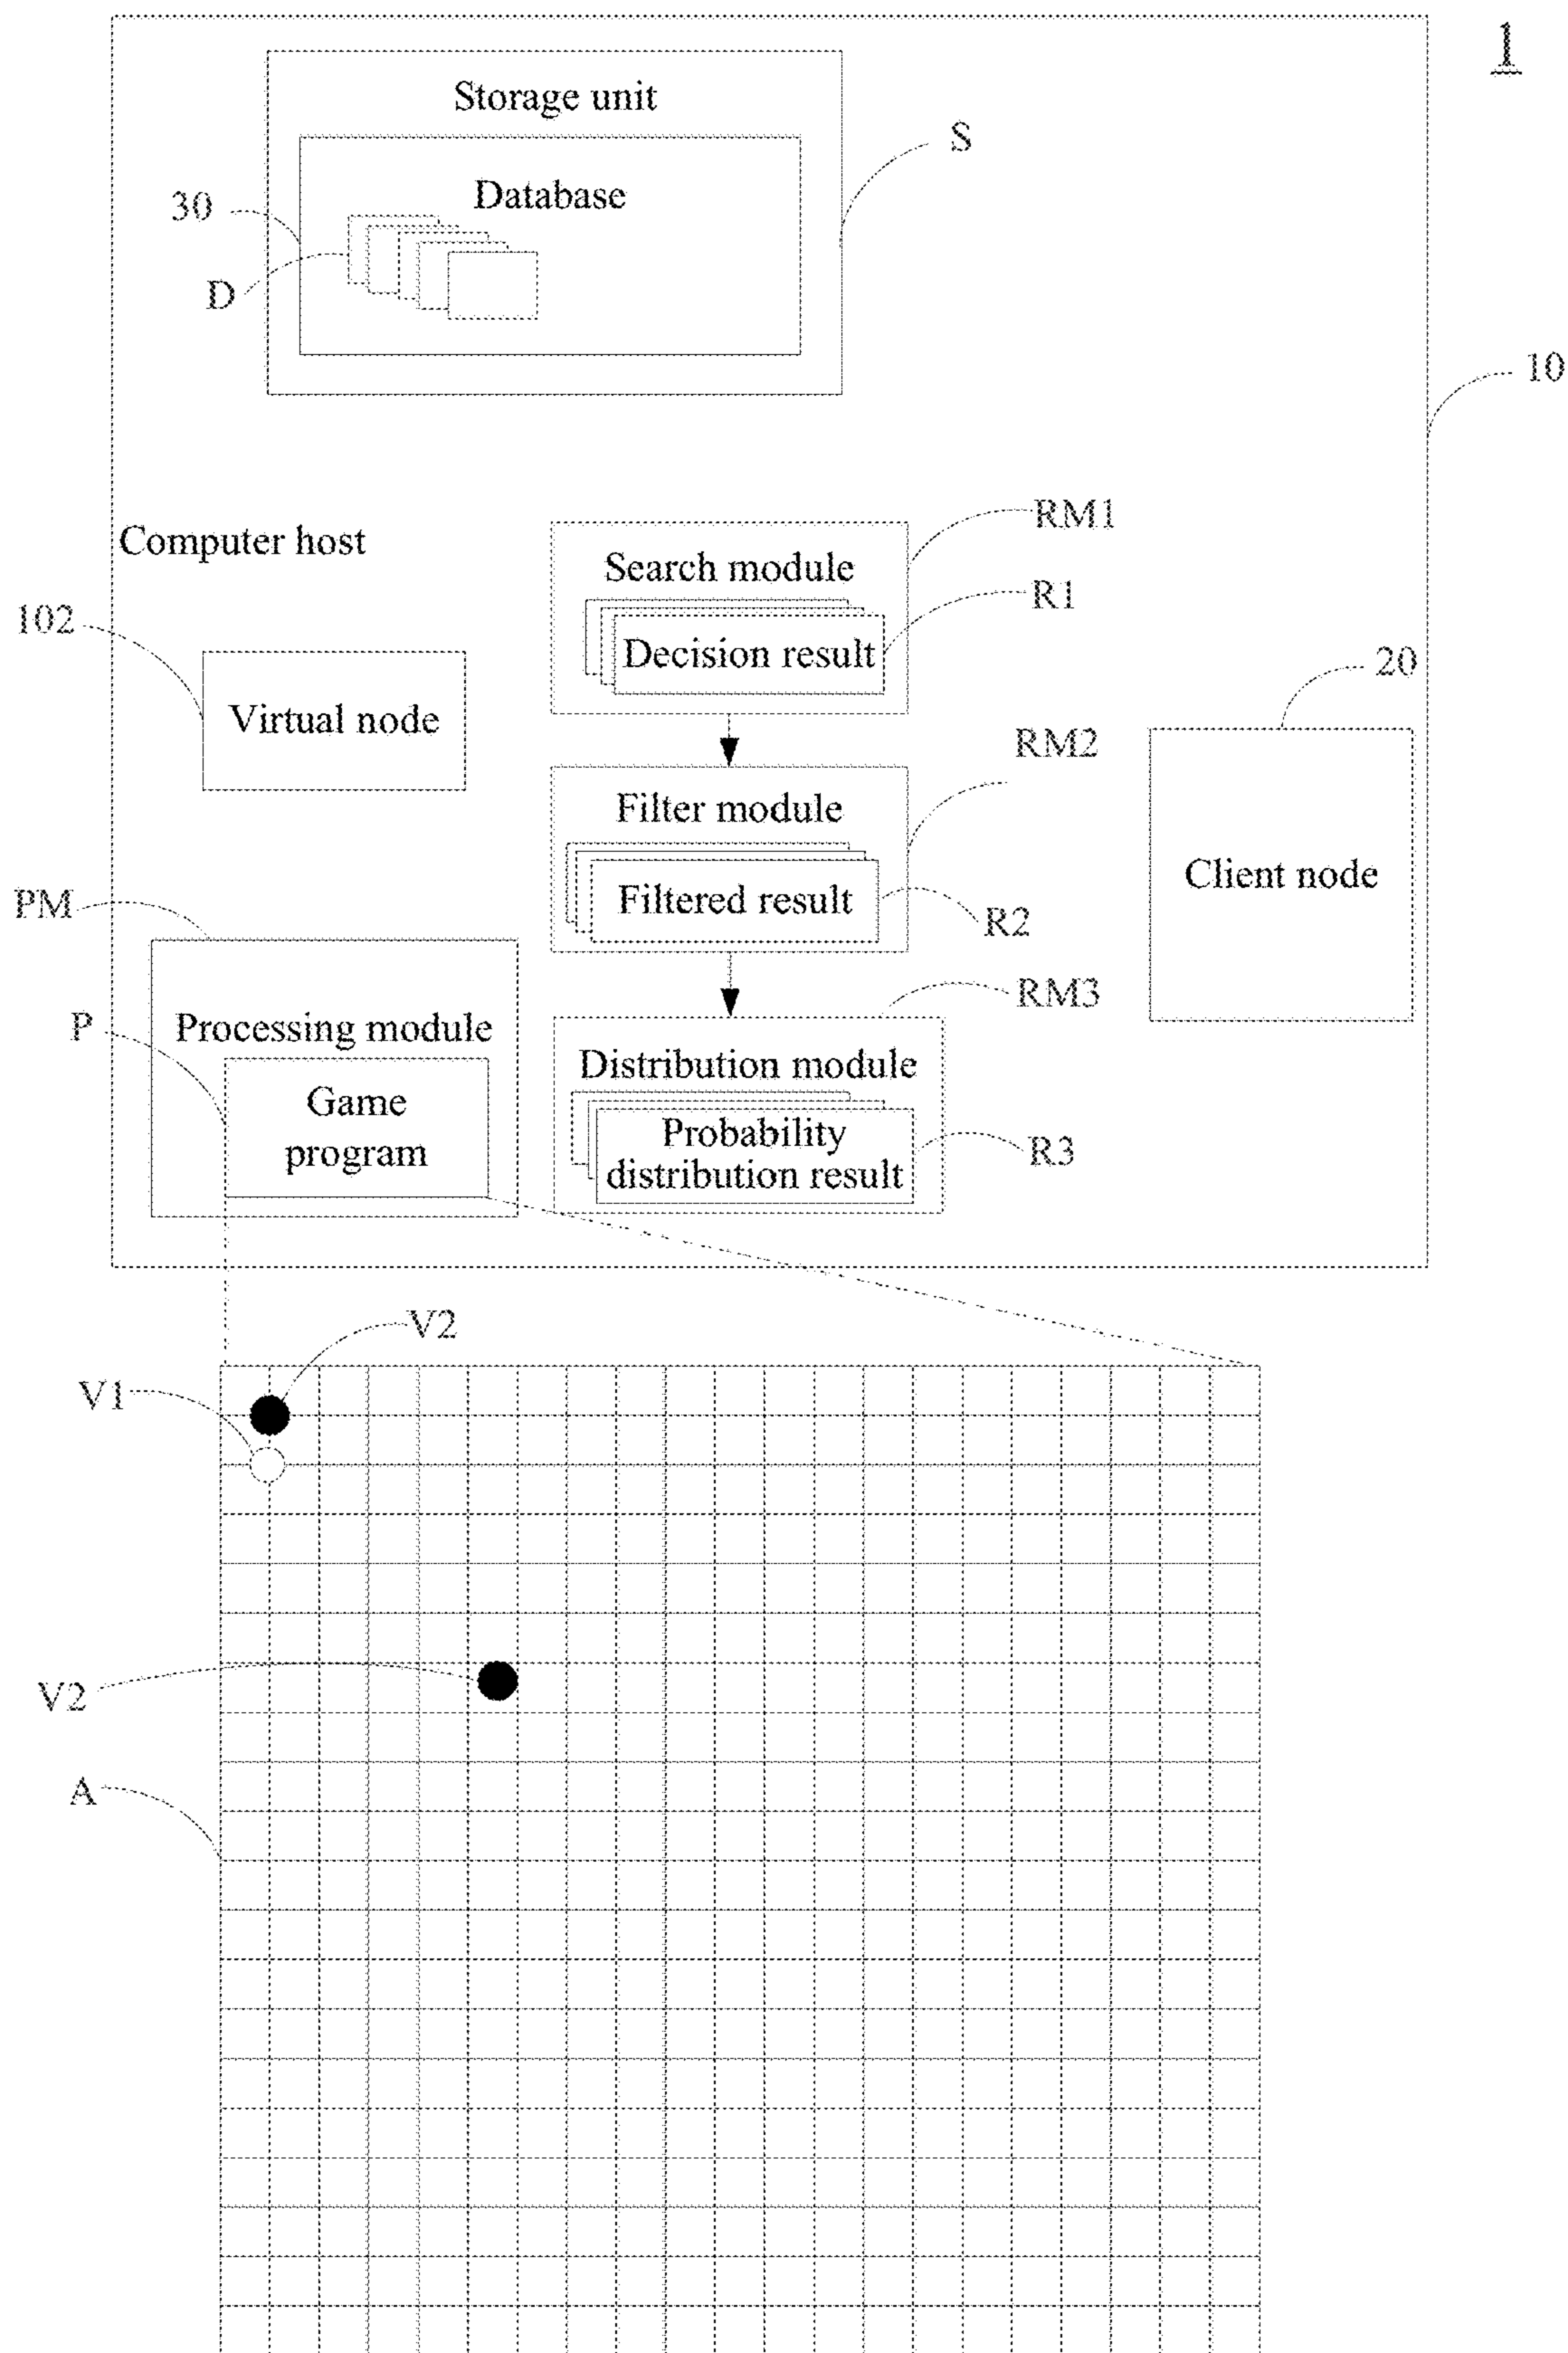 1
Storage unit
S
Database
30
D
10
Computer host
RM1
Search module
R1
102
Decision result
20
Virtual node
RM2
Filter module
Client node
PM
Filtered result
R2
RM3
P
Processing module
Distribution module
Game
program
Probability
distribution result
R3
V2
V1
V2
A